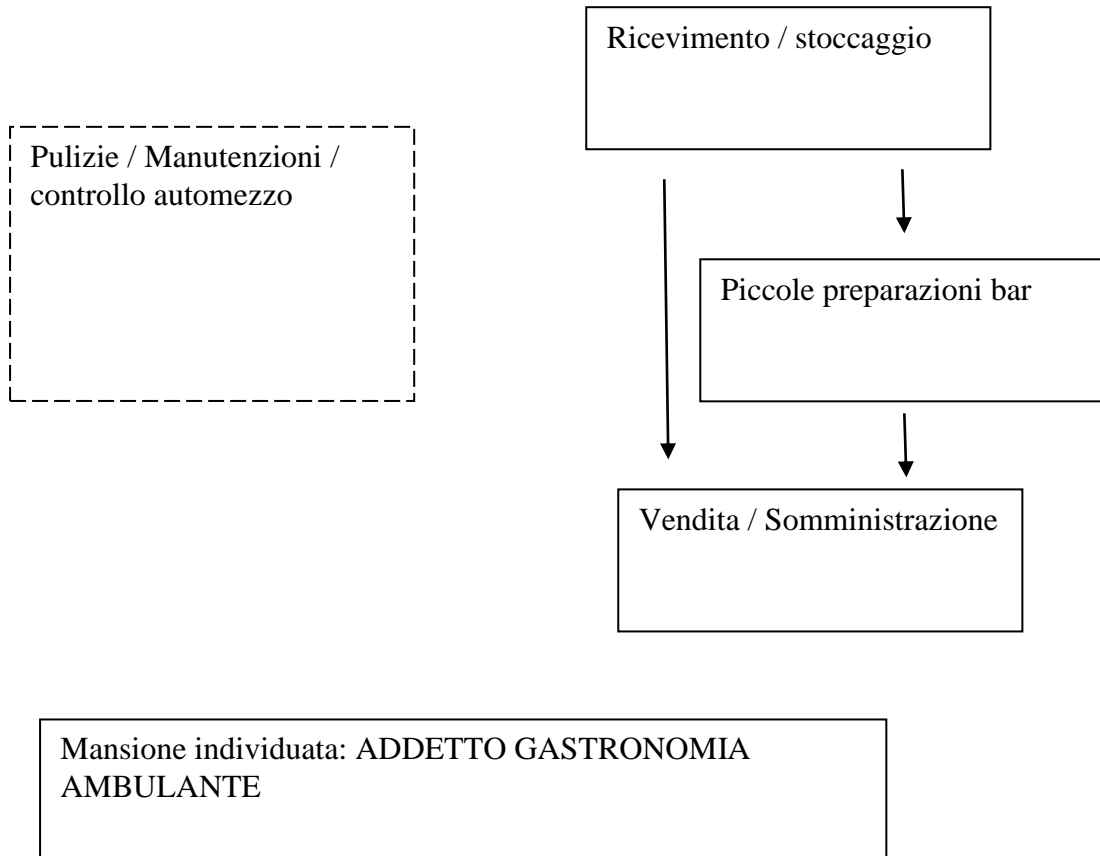 Ricevimento / stoccaggio
Pulizie / Manutenzioni /
controllo automezzo
Piccole preparazioni bar
Vendita / Somministrazione
Mansione individuata: ADDETTO GASTRONOMIA
AMBULANTE